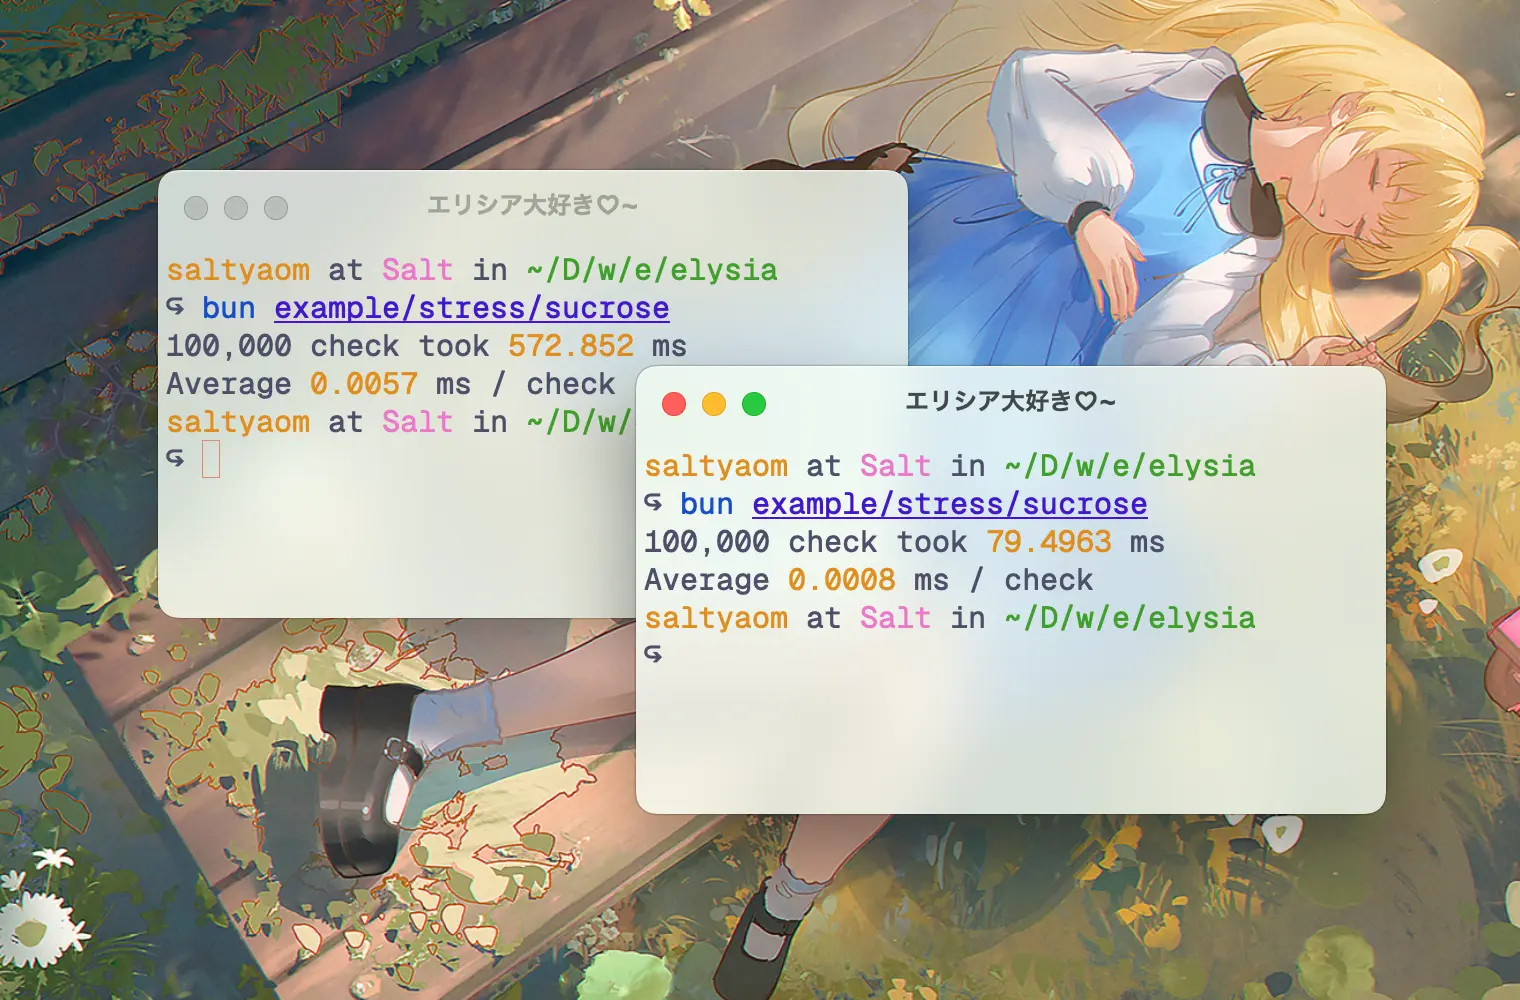 エリシア大好き♡~
saltyaom at Salt in ~/D/w/e/elysia
↪ bun example/stress/sucrose
100,000 check took 572.852 ms
Average 0.0057 ms / check
saltyaom at Salt in ~/D/w/
↪
エリシア大好き♡~
saltyaom at Salt in ~/D/w/e/elysia
↪ bun example/stress/sucrose
100,000 check took 79.4963 ms
Average 0.0008 ms / check
saltyaom at Salt in ~/D/w/e/elysia
↪